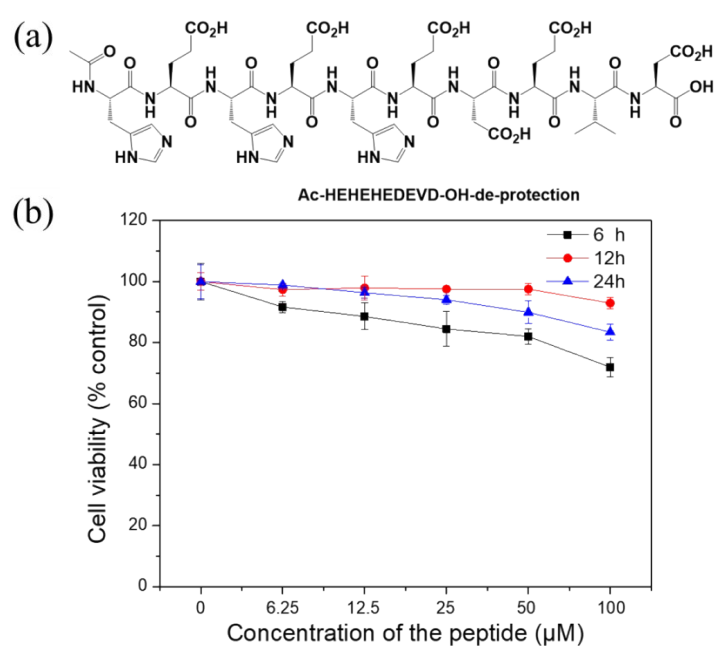 (a)
CO2H CO2H CO2H CO2H CO2H
O O O O O O
HN N H N H N H N H N H N H N H N H N H OH
O O O O O
HN N HN N HN N CO2H
Ac-HEHEHEDEVD-OH-de-protection
(b)
120
100
80
60
40
20
0
6 h
12h
24h
0 6.25 12.5 25 50 100
Cell viability (% control)
Concentration of the peptide (μM)